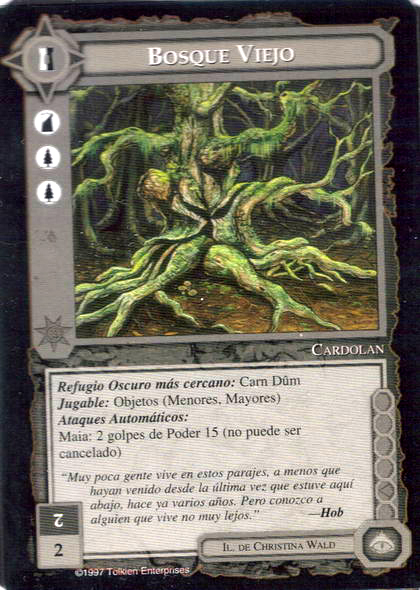 BOSQUE VIEJO
CARDOLAN
Refugio Oscuro más cercano: Carn Dûm
Jugable: Objetos (Menores, Mayores)
Ataques Automáticos:
Maia: 2 golpes de Poder 15 (no puede ser
cancelado)
“Muy poca gente vive en estos parajes, a menos que
hayan venido desde la última vez que estuve aquí
abajo, hace ya varios años. Pero conozco a
alguien que vive no muy lejos.” —Hob
2
2
IL. DE CHRISTINA WALD
©1997 Tolkien Enterprises